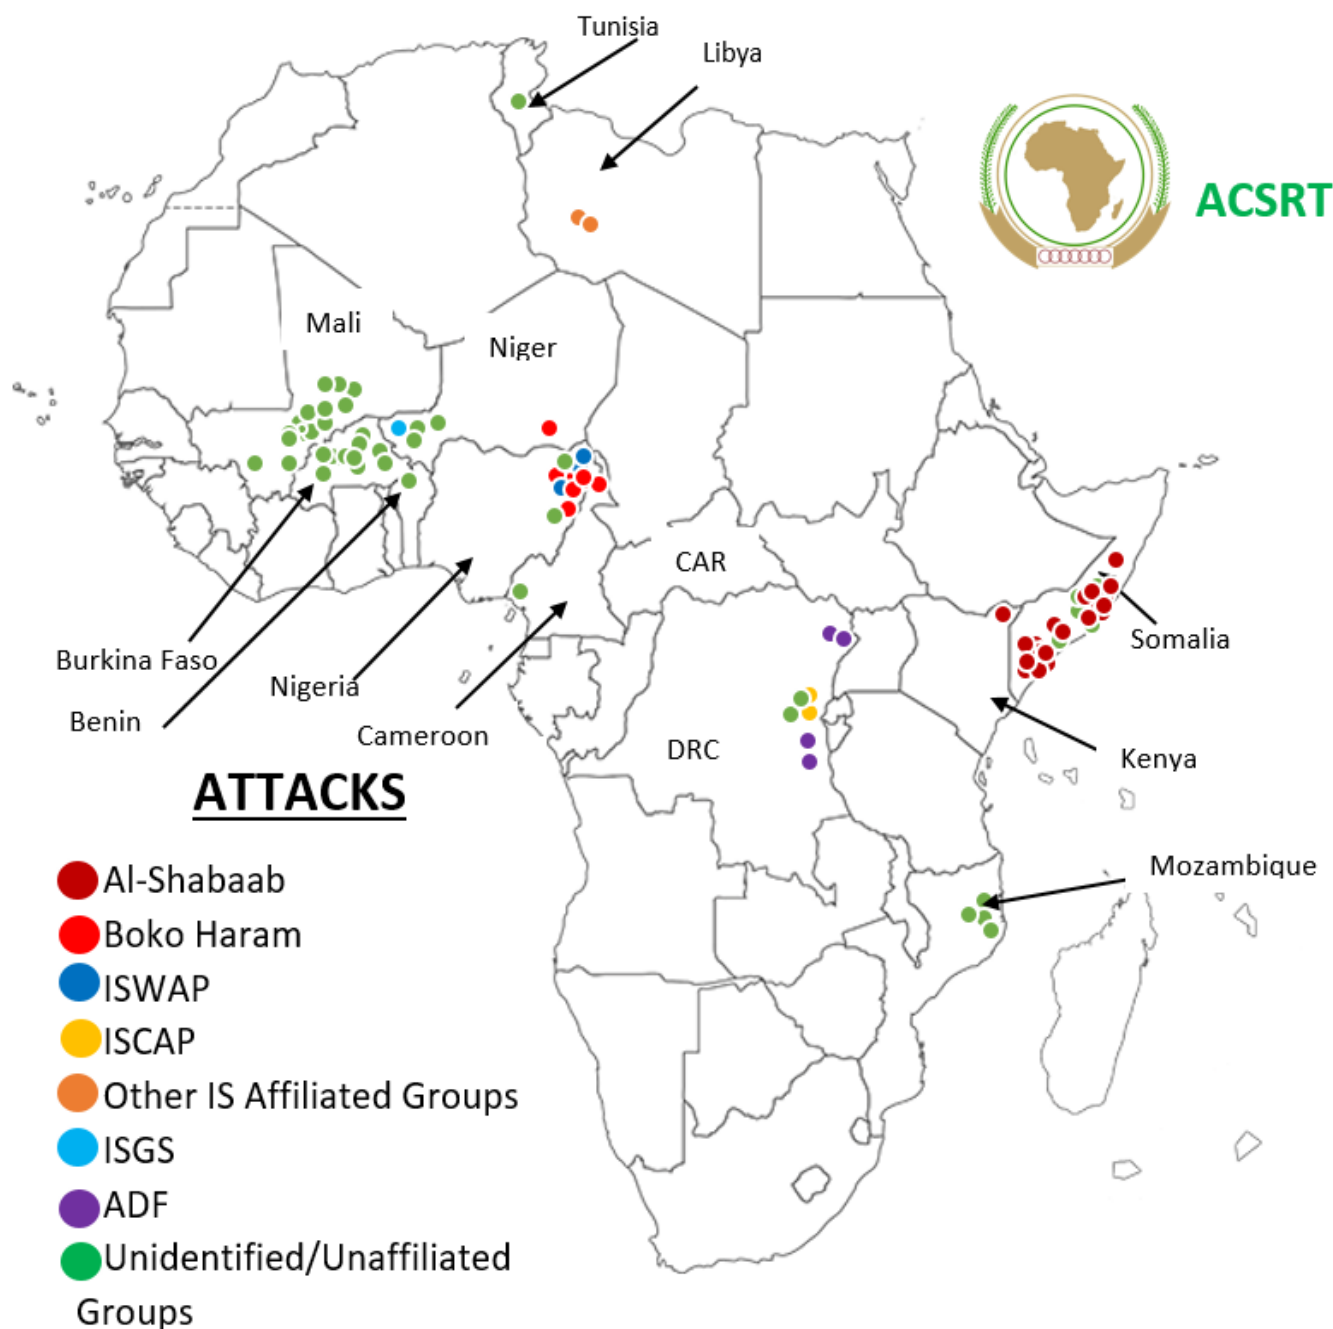 Tunisia
Libya
ACSRT
Mali
Niger
CAR
Somalia
Burkina Faso
Nigeria
Benin
Cameroon
DRC
Kenya
ATTACKS
Mozambique
Al-Shabaab
Boko Haram
ISWAP
ISCAP
Other IS Affiliated Groups
ISGS
ADF
Unidentified/Unaffiliated
Groups